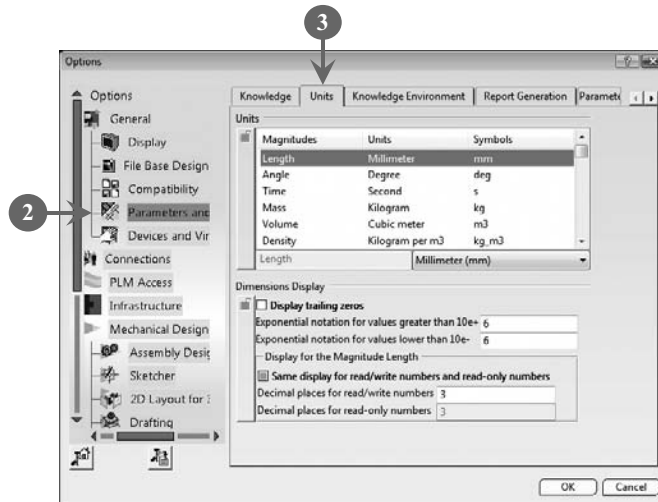 3
Options
Options
General
Display
File Base Design
Compatibility
2
Parameters and
Devices and Vir
Connections
PLM Access
Infrastructure
Mechanical Design
Assembly Desig
Sketcher
2D Layout for
Drafting
Knowledge Units Knowledge Environment Report Generation Paramete
Units
Magnitudes Units Symbols
Length Millimeter mm
Angle Degree deg
Time Second s
Mass Kilogram kg
Volume Cubic meter m3
Density Kilogram per m3 kg_m3
Length Millimeter (mm)
Dimensions Display
Display trailing zeros
Exponential notation for values greater than 10e+ 6
Exponential notation for values lower than 10e- 6
Display for the Magnitude Length
Same display for read/write numbers and read-only numbers
Decimal places for read/write numbers 3
Decimal places for read-only numbers 3
OK Cancel